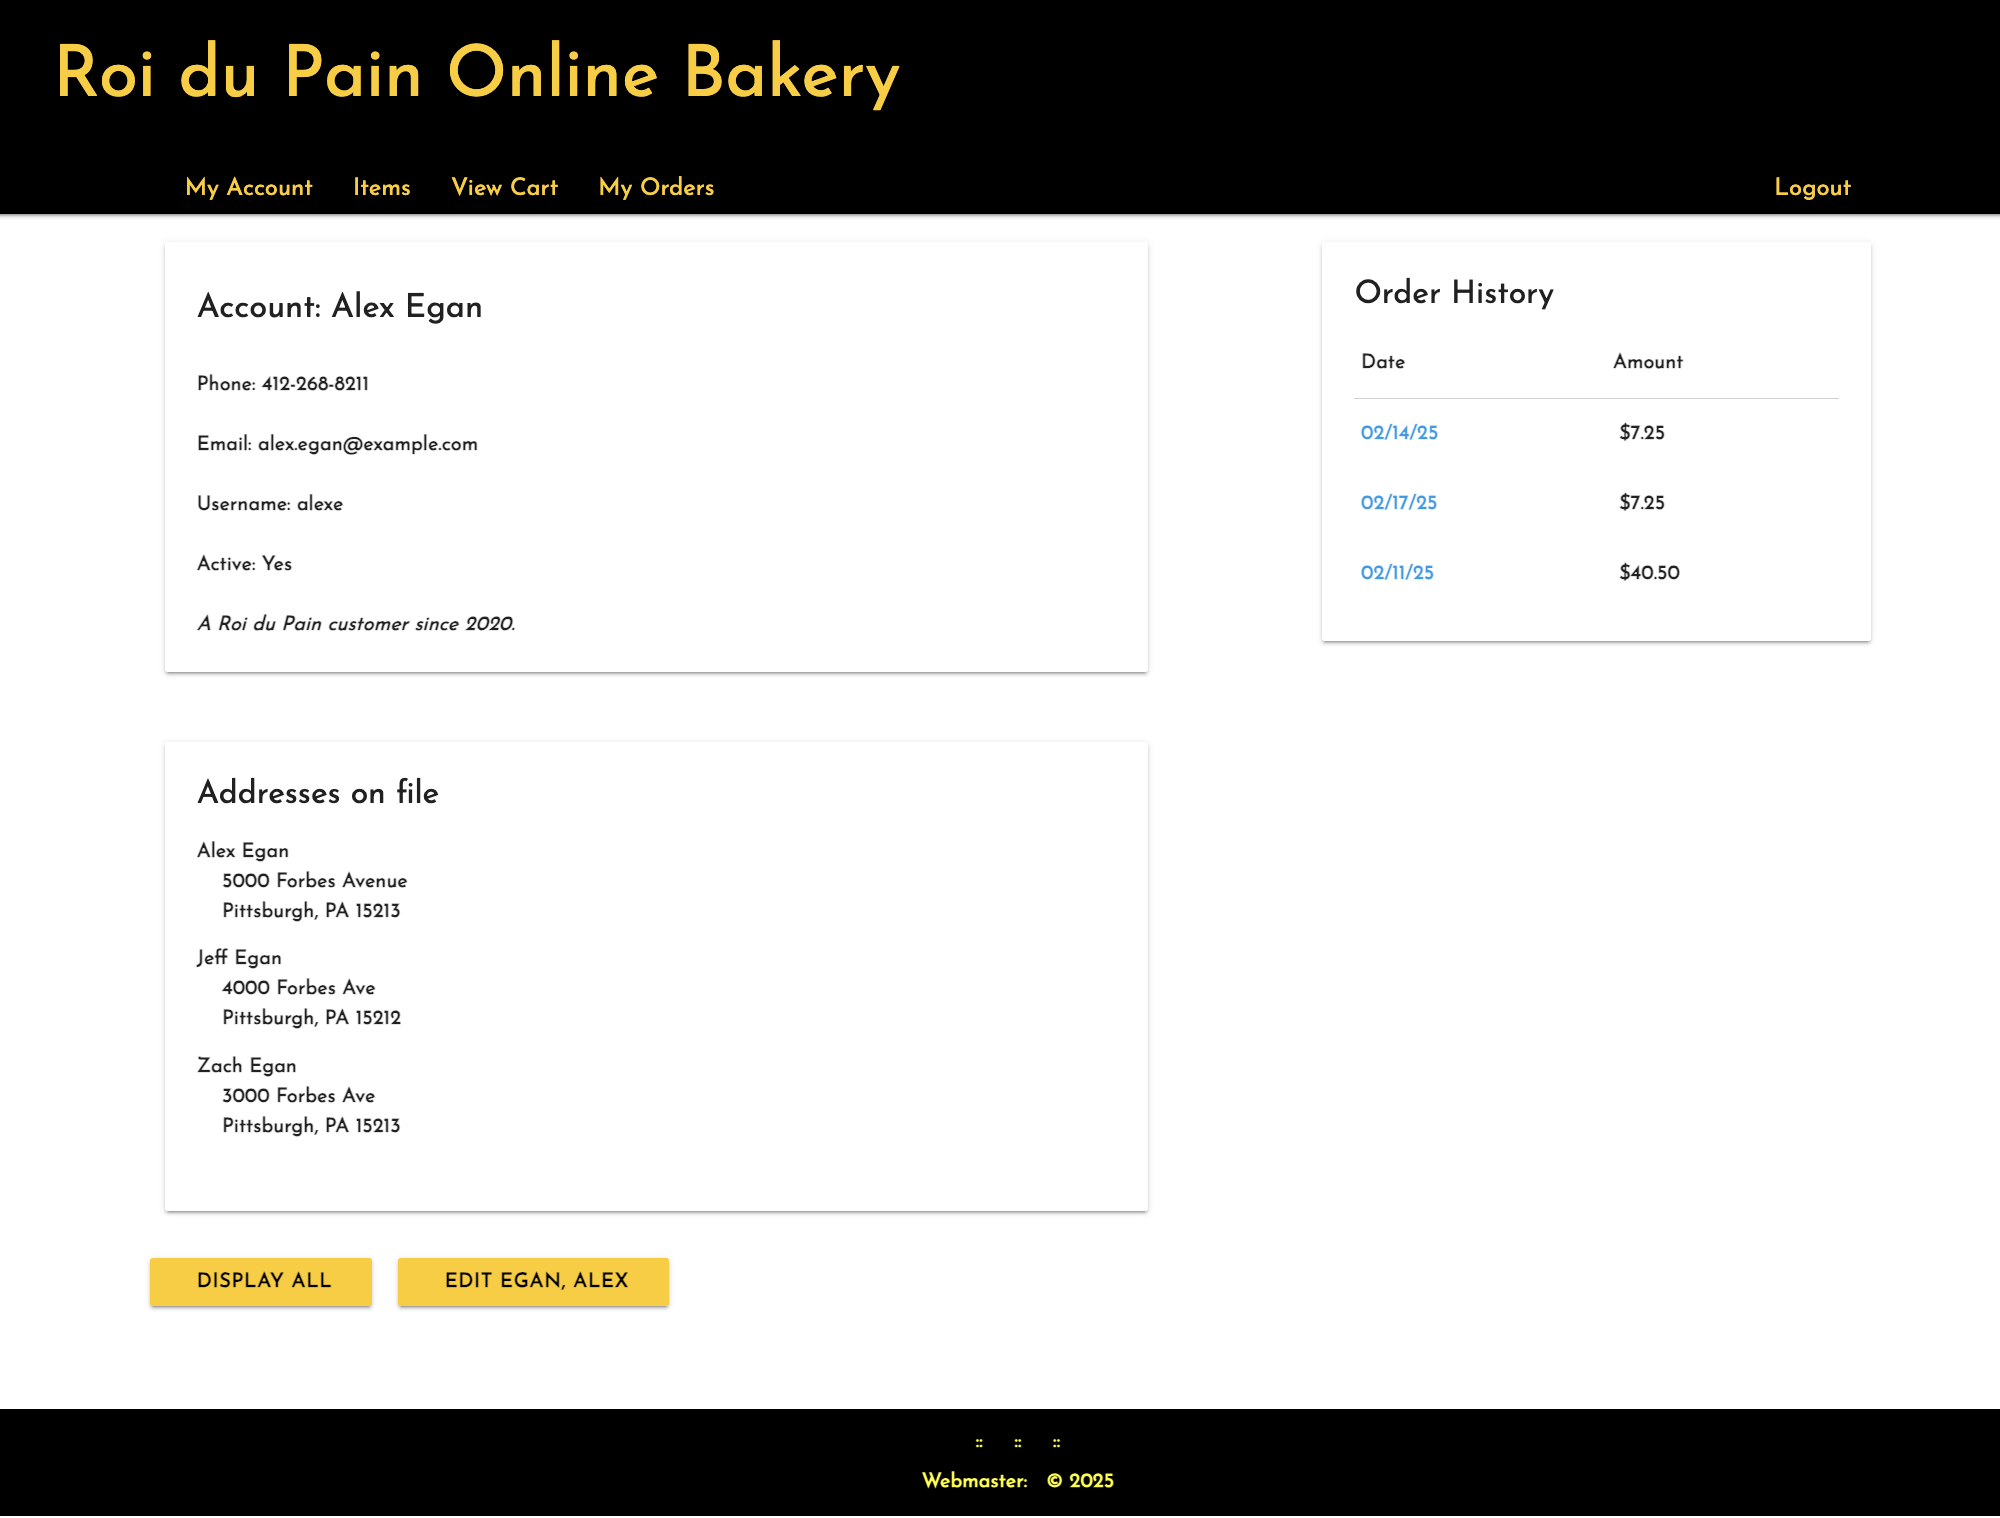 Roi du Pain Online Bakery
My Account Items View Cart My Orders Logout
Account: Alex Egan
Phone: 412-268-8211
Email: alex.egan@example.com
Username: alexe
Active: Yes
A Roi du Pain customer since 2020.
Order History
Date Amount
02/14/25 $7.25
02/17/25 $7.25
02/11/25 $40.50
Addresses on file
Alex Egan
5000 Forbes Avenue
Pittsburgh, PA 15213
Jeff Egan
4000 Forbes Ave
Pittsburgh, PA 15212
Zach Egan
3000 Forbes Ave
Pittsburgh, PA 15213
DISPLAY ALL EDIT EGAN, ALEX
:: :: ::
Webmaster: © 2025